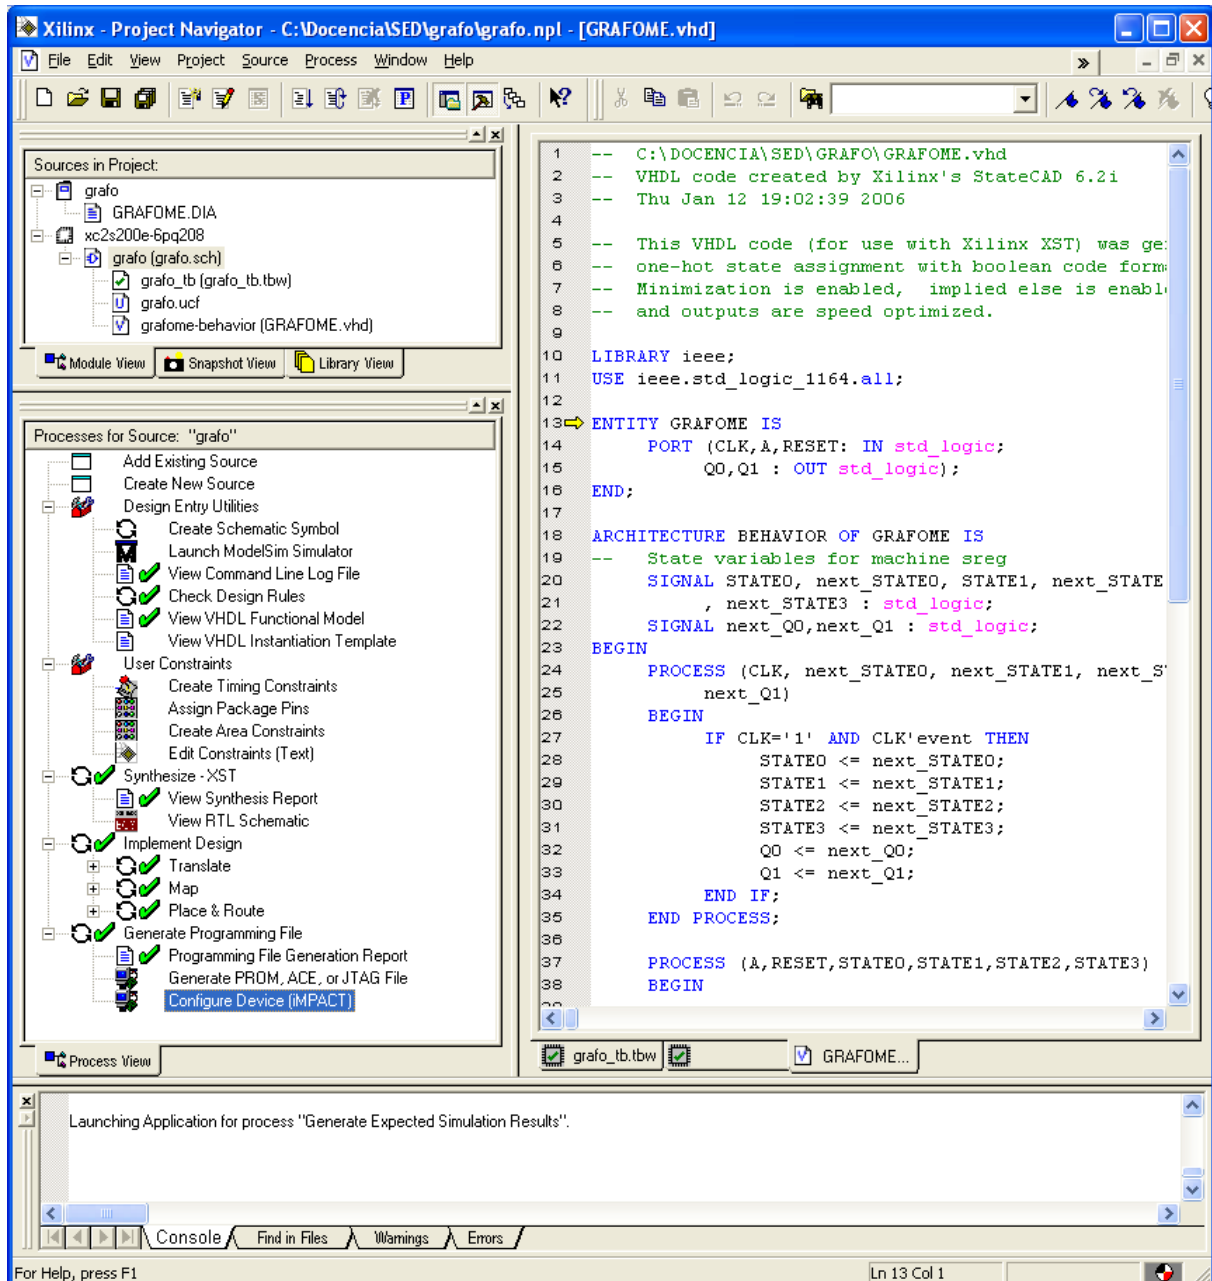 Xilinx - Project Navigator - C:\Docencia\SED\grafo\grafo.npl - [GRAFOME.vhd]
File Edit View Project Source Process Window Help
Sources in Project:
grafo
GRAFOME.DIA
xc2s200e-6pq208
grafo (grafo.sch)
grafo_tb (grafo_tb.tbw)
grafo.ucf
grafome-behavior (GRAFOME.vhd)
Module View Snapshot View Library View
Processes for Source: "grafo"
Add Existing Source
Create New Source
Design Entry Utilities
Create Schematic Symbol
Launch ModelSim Simulator
View Command Line Log File
Check Design Rules
View VHDL Functional Model
View VHDL Instantiation Template
User Constraints
Create Timing Constraints
Assign Package Pins
Create Area Constraints
Edit Constraints (Text)
Synthesize - XST
View Synthesis Report
View RTL Schematic
Implement Design
Translate
Map
Place & Route
Generate Programming File
Programming File Generation Report
Generate PROM, ACE, or JTAG File
Configure Device (iMPACT)
Process View
1 -- C:\DOCENCIA\SED\GRAFO\GRAFOME.vhd
2 -- VHDL code created by Xilinx's StateCAD 6.2i
3 -- Thu Jan 12 19:02:39 2006
4
5 -- This VHDL code (for use with Xilinx XST) was ge
6 -- one-hot state assignment with boolean code form
7 -- Minimization is enabled, implied else is enabl
8 -- and outputs are speed optimized.
9
10 LIBRARY ieee;
11 USE ieee.std_logic_1164.all;
12
13 ENTITY GRAFOME IS
14 PORT (CLK,A,RESET: IN std_logic;
15 Q0,Q1 : OUT std_logic);
16 END;
17
18 ARCHITECTURE BEHAVIOR OF GRAFOME IS
19 -- State variables for machine sreg
20 SIGNAL STATE0, next_STATE0, STATE1, next_STATE
21 , next_STATE3 : std_logic;
22 SIGNAL next_Q0,next_Q1 : std_logic;
23 BEGIN
24 PROCESS (CLK, next_STATE0, next_STATE1, next_S
25 next_Q1)
26 BEGIN
27 IF CLK='1' AND CLK'event THEN
28 STATE0 <= next_STATE0;
29 STATE1 <= next_STATE1;
30 STATE2 <= next_STATE2;
31 STATE3 <= next_STATE3;
32 Q0 <= next_Q0;
33 Q1 <= next_Q1;
34 END IF;
35 END PROCESS;
36
37 PROCESS (A,RESET,STATE0,STATE1,STATE2,STATE3)
38 BEGIN
grafo_tb.tbw GRAFOME...
Launching Application for process "Generate Expected Simulation Results".
Console Find in Files Warnings Errors
For Help, press F1
Ln 13 Col 1